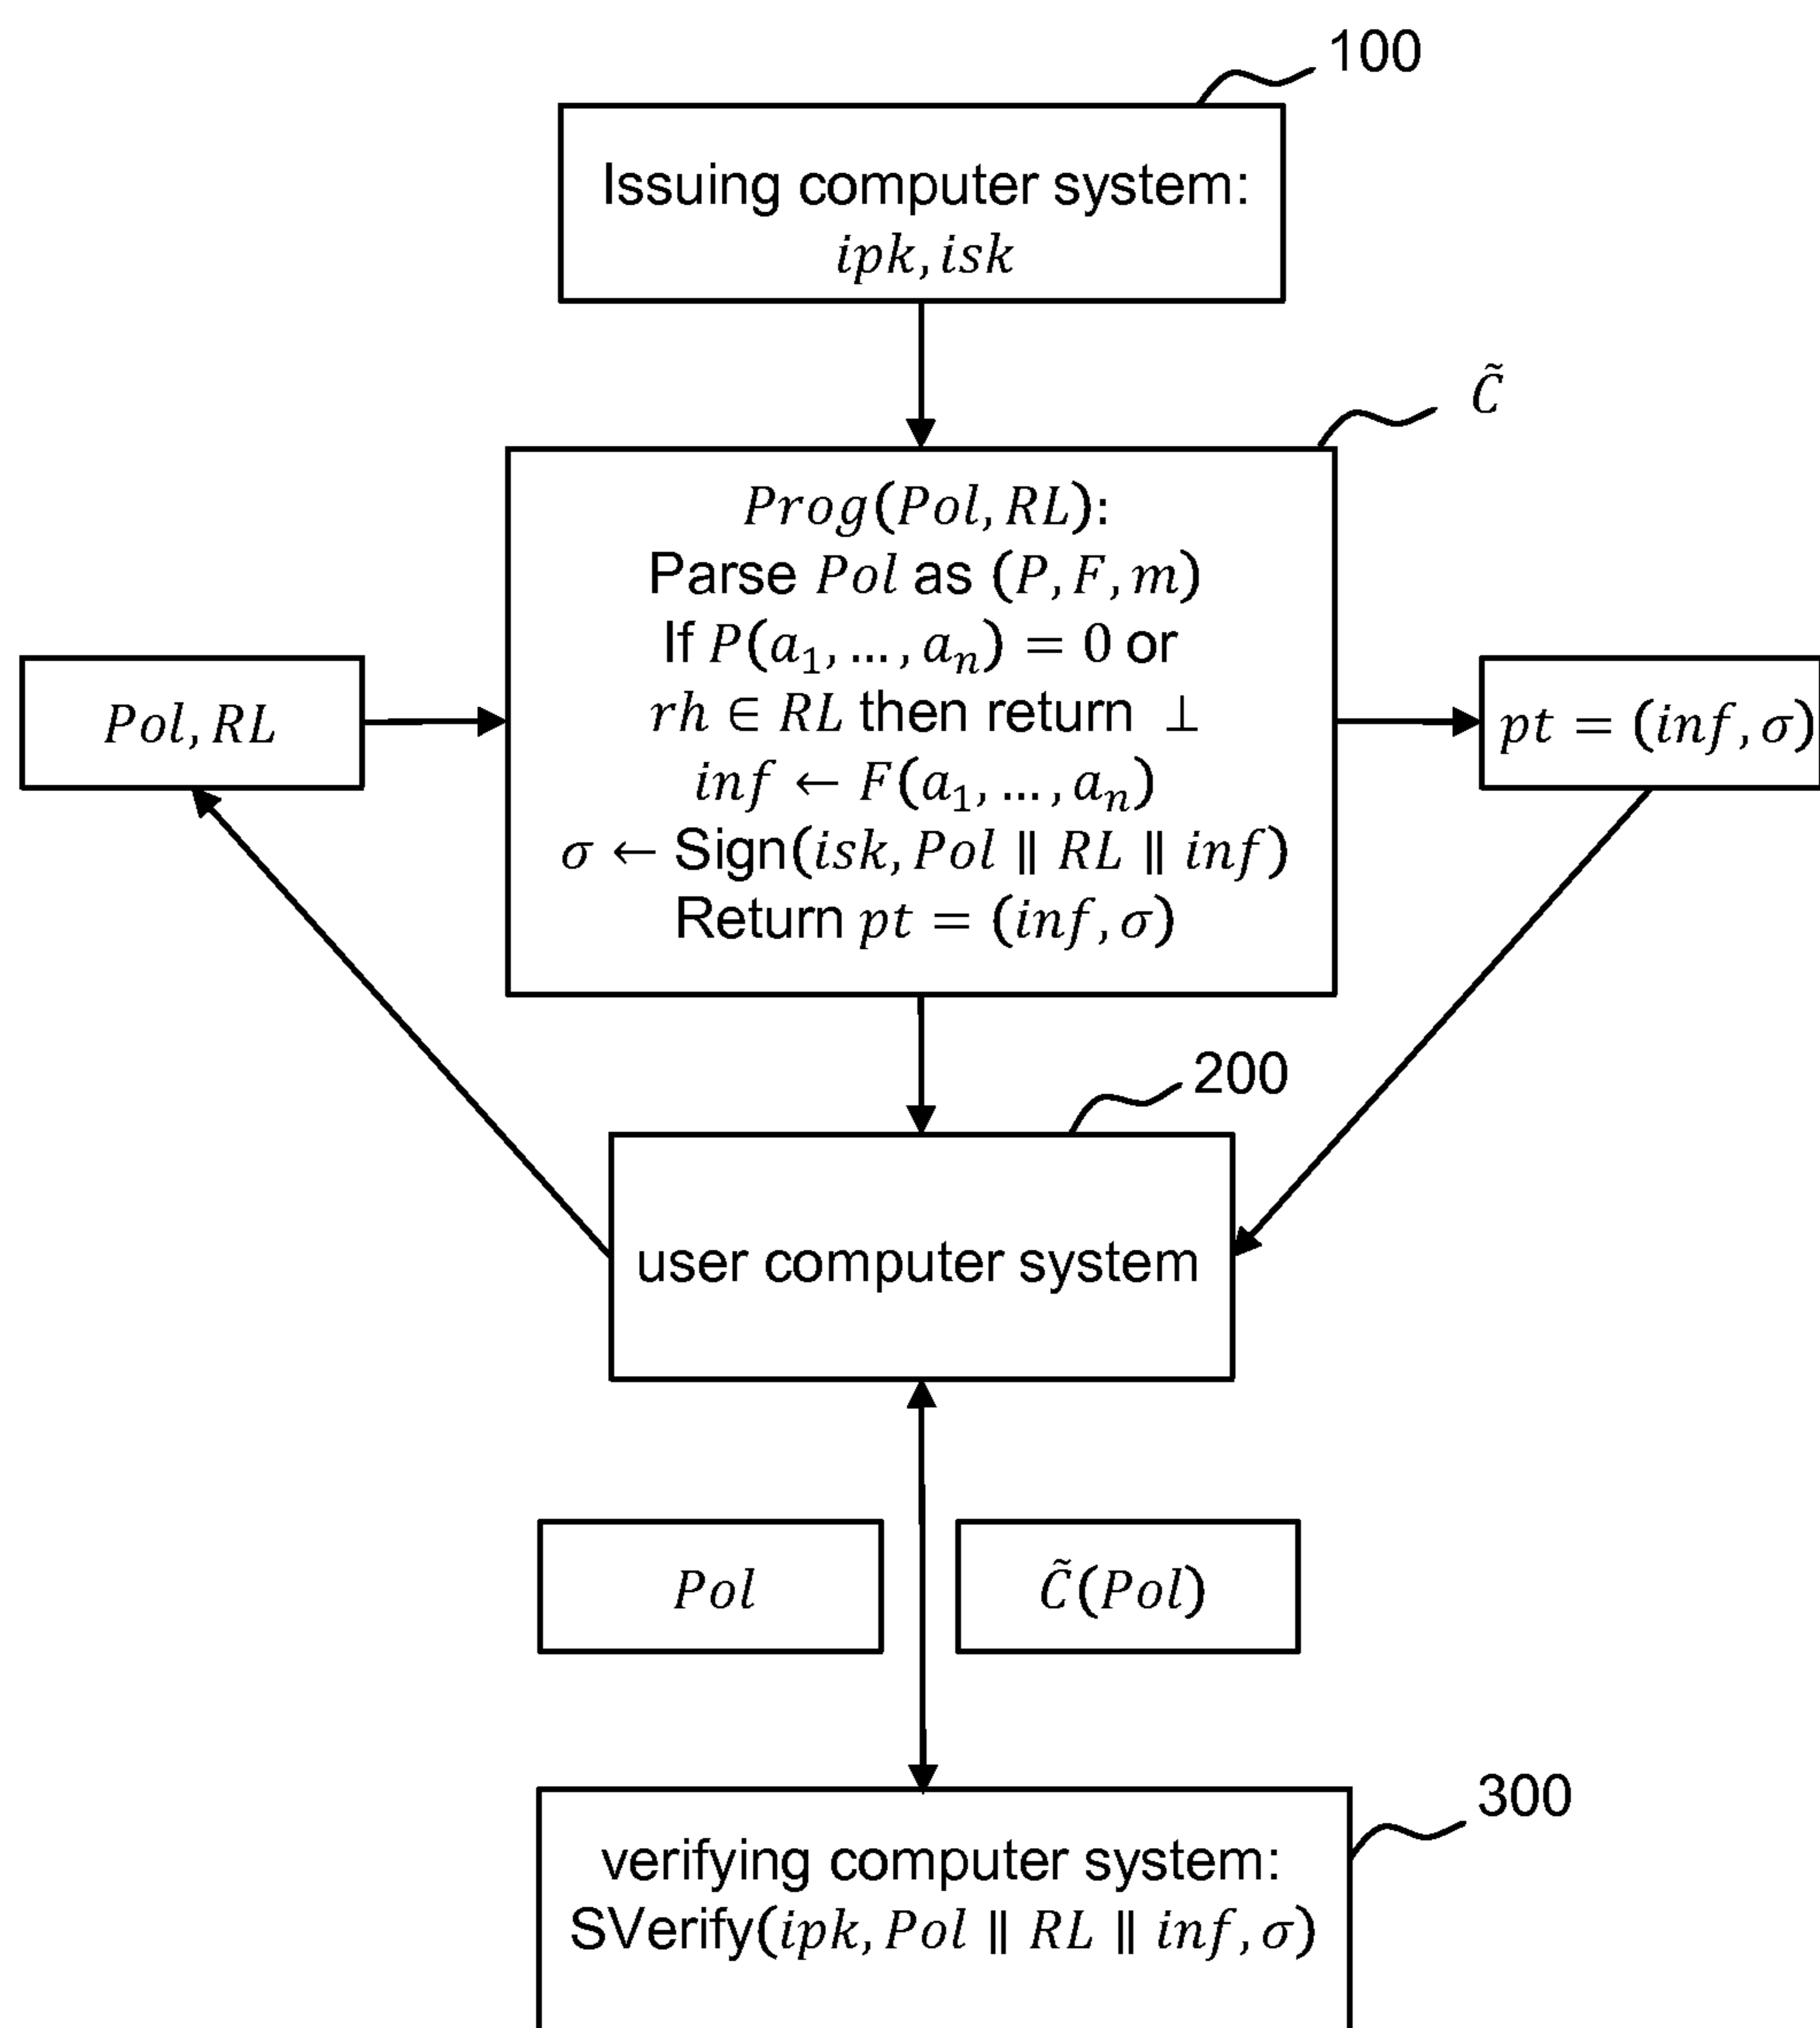 100
Issuing computer system:
ipk, isk
C̃
Prog(Pol, RL):
Parse Pol as (P, F, m)
If P(a₁, … , aₙ) = 0 or
rh ∈ RL then return ⊥
inf ← F(a₁, … , aₙ)
σ ← Sign(isk, Pol ∥ RL ∥ inf)
Return pt = (inf, σ)
Pol, RL
pt = (inf, σ)
200
user computer system
Pol
C̃(Pol)
300
verifying computer system:
SVerify(ipk, Pol ∥ RL ∥ inf, σ)